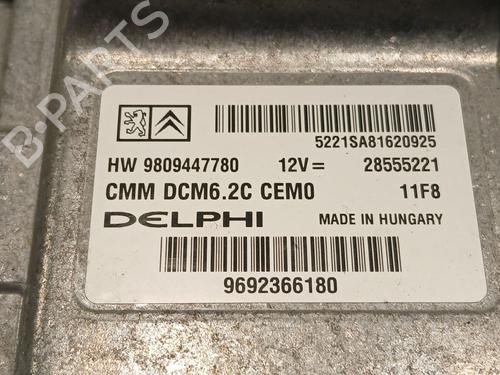 B-PARTS
5221SA81620925
HW 9809447780 12V= 28555221
CMM DCM6.2C CEM0 11F8
DELPHI MADE IN HUNGARY
9692366180